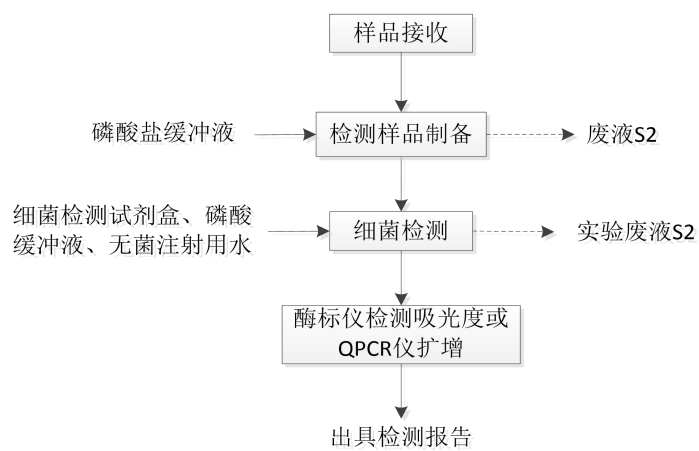 样品接收
磷酸盐缓冲液
检测样品制备
废液S2
细菌检测试剂盒、磷酸
缓冲液、无菌注射用水
细菌检测
实验废液S2
酶标仪检测吸光度或
QPCR仪扩增
出具检测报告